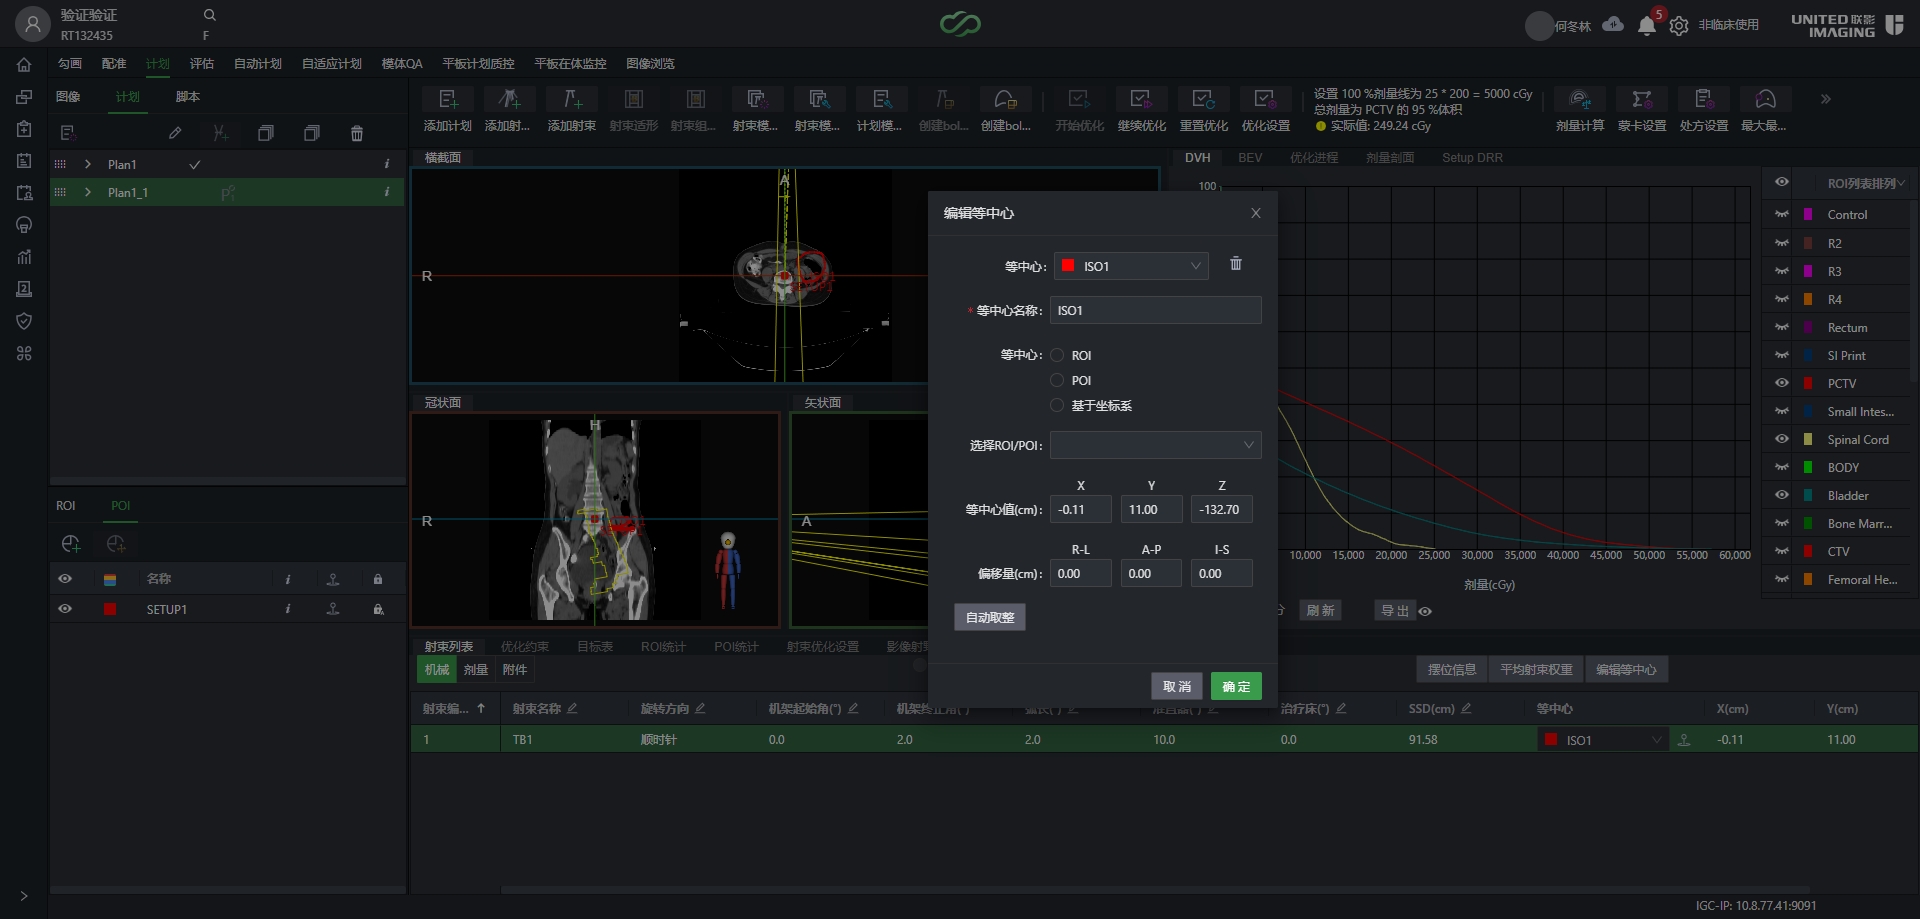 验证验证
RT132435
F
何冬林
5
非临床使用
UNITED 联影
IMAGING
勾画 配准 计划 评估 自动计划 自适应计划 模体QA 平板计划质控 平板在体监控 图像浏览
图像 计划 脚本
添加计划 添加射... 添加射束 射束适形 射束组... 射束模... 射束模... 计划模... 创建bol... 创建bol... 开始优化 继续优化 重置优化 优化设置
设置 100 %剂量线为 25 * 200 = 5000 cGy
总剂量为 PCTV 的 95 %体积
实际值: 249.24 cGy
剂量计算 蒙卡设置 处方设置 最大最...
Plan1
Plan1_1
横截面
A
R
冠状面
H
R
矢状面
A
DVH BEV 优化进程 剂量剖面 Setup DRR
100
10,000 15,000 20,000 25,000 30,000 35,000 40,000 45,000 50,000 55,000 60,000
剂量(cGy)
刷 新 导 出
ROI列表排列
Control
R2
R3
R4
Rectum
SI Print
PCTV
Small Intes...
Spinal Cord
BODY
Bladder
Bone Marr...
CTV
Femoral He...
编辑等中心
等中心: ISO1
* 等中心名称: ISO1
等中心: ROI
POI
基于坐标系
选择ROI/POI:
X Y Z
等中心值(cm): -0.11 11.00 -132.70
R-L A-P I-S
偏移量(cm): 0.00 0.00 0.00
自动取整
取 消 确 定
ROI POI
名称
SETUP1
射束列表 优化约束 目标表 ROI统计 POI统计 射束优化设置
机械 剂量 附件
摆位信息 平均射束权重 编辑等中心
射束编... 射束名称 旋转方向 机架起始角(°) 治疗床(°) SSD(cm) 等中心 X(cm) Y(cm)
1 TB1 顺时针 0.0 2.0 2.0 10.0 0.0 91.58 ISO1 -0.11 11.00
IGC-IP: 10.8.77.41:9091